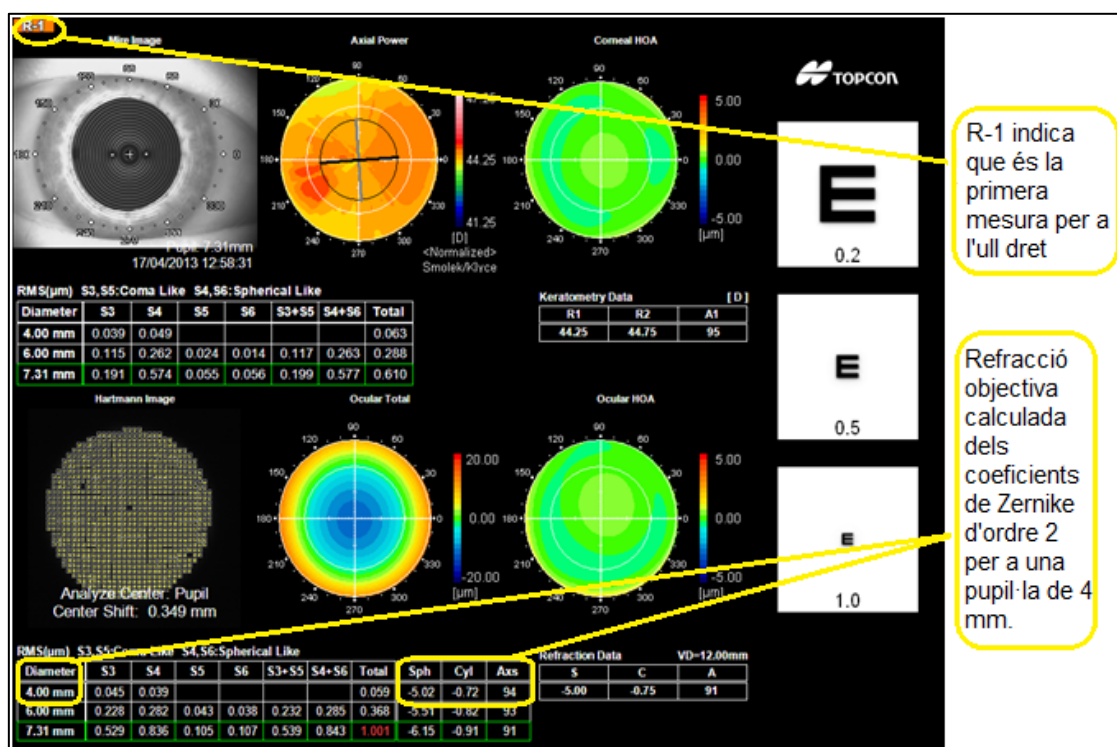 R-1
Mire Image
Axial Power
Corneal HOA
TOPCON
Pupil: 7.31mm
17/04/2013 12:58:31
47.25
44.25
41.25
[D]
<Normalized>
Smolek/Klyce
5.00
0.00
-5.00
[µm]
0.2
R-1 indica
que és la
primera
mesura per a
l'ull dret
RMS(µm) S3,S5:Coma Like S4,S6:Spherical Like
Diameter S3 S4 S5 S6 S3+S5 S4+S6 Total
4.00 mm 0.039 0.049 0.063
6.00 mm 0.115 0.262 0.024 0.014 0.117 0.263 0.288
7.31 mm 0.191 0.574 0.055 0.056 0.199 0.577 0.610
Keratometry Data [D]
R1 R2 A1
44.25 44.75 95
0.5
Hartmann Image
Ocular Total
Ocular HOA
Analyze Center: Pupil
Center Shift: 0.349 mm
20.00
0.00
-20.00
[µm]
5.00
0.00
-5.00
[µm]
1.0
Refracció
objectiva
calculada
dels
coeficients
de Zernike
d'ordre 2
per a una
pupil·la de 4
mm.
RMS(µm) S3,S5:Coma Like S4,S6:Spherical Like
Diameter S3 S4 S5 S6 S3+S5 S4+S6 Total Sph Cyl Axs
4.00 mm 0.045 0.039 0.059 -5.02 -0.72 94
6.00 mm 0.228 0.282 0.043 0.038 0.232 0.285 0.368 -5.51 -0.82 93
7.31 mm 0.529 0.836 0.105 0.107 0.539 0.843 1.001 -6.15 -0.91 91
Refraction Data VD=12.00mm
S C A
-5.00 -0.75 91